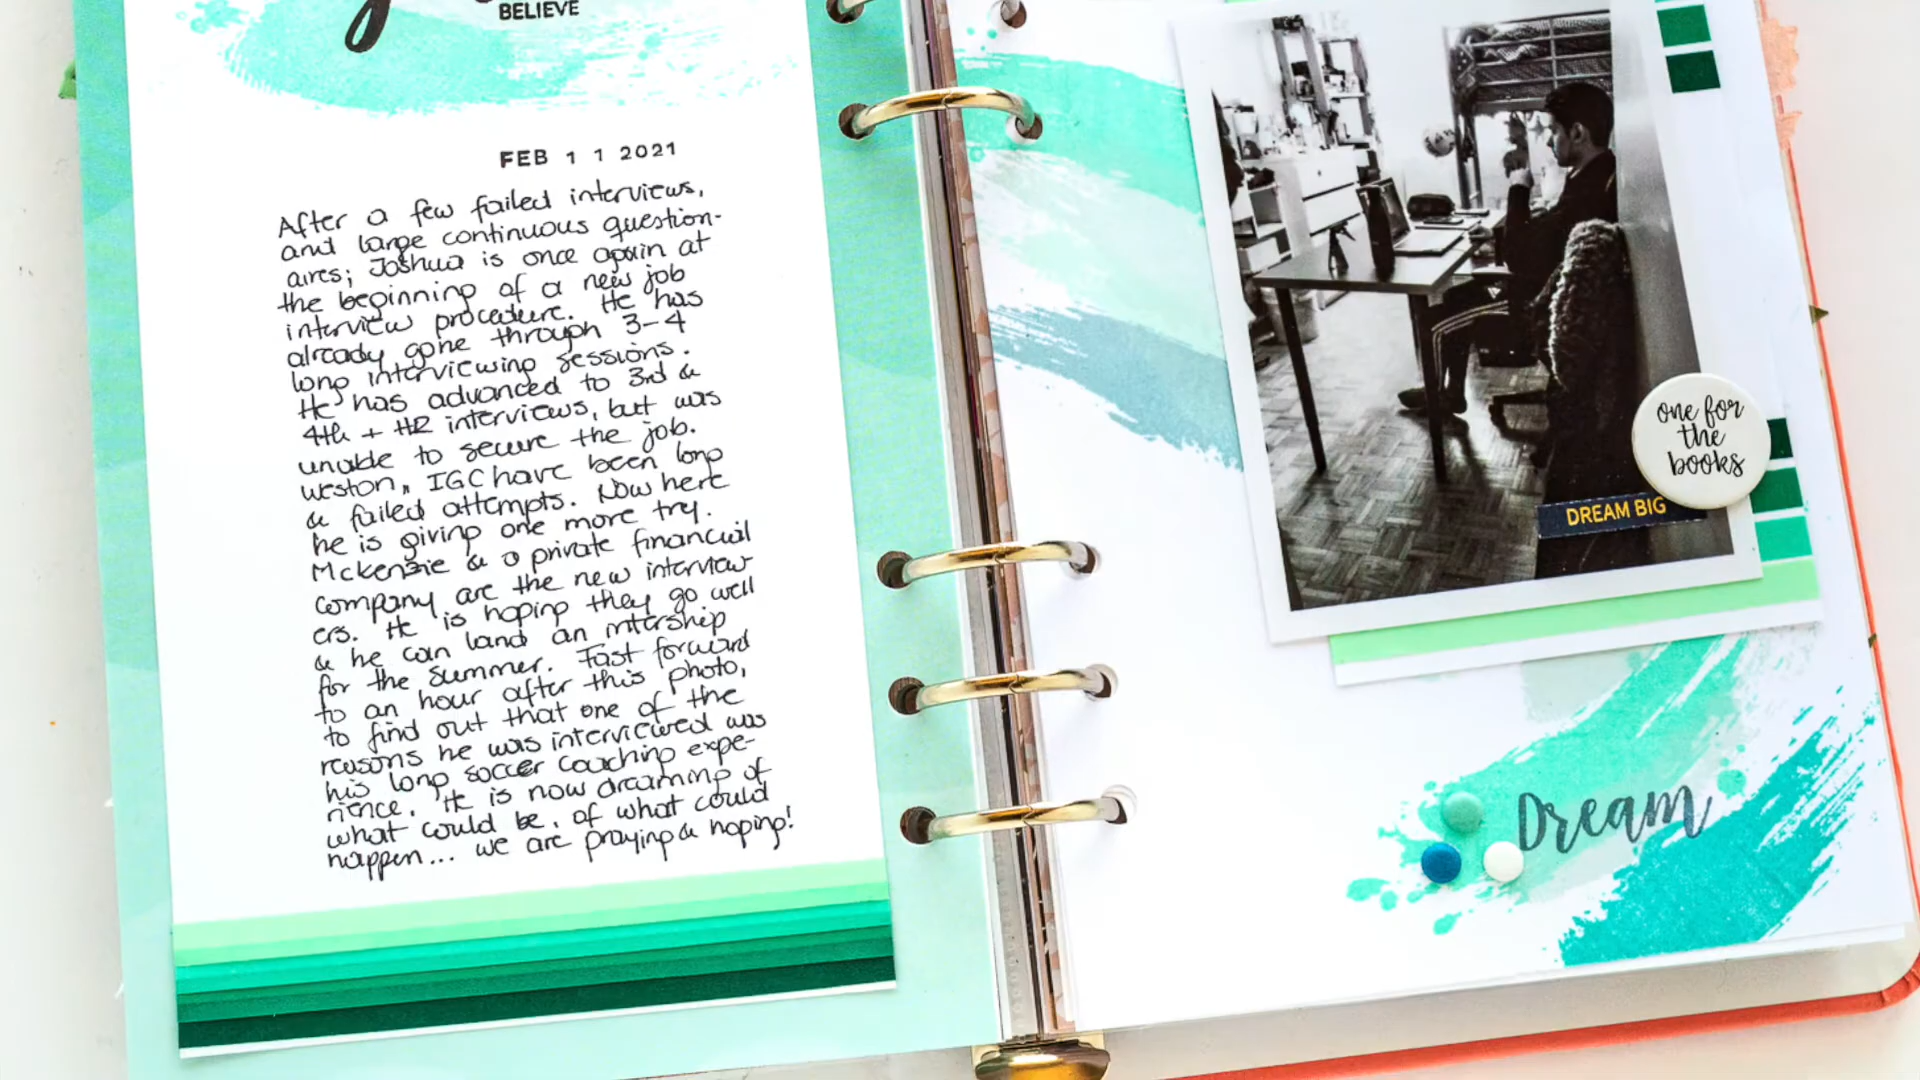 BELIEVE
FEB 1 1 2021
After a few failed interviews,
and large continuous question-
aires; Joshua is once again at
the beginning of a new job
interview procedure. He has
already gone through 3-4
long interviewing sessions.
He has advanced to 3rd &
4th + HR interviews, but was
unable to secure the job.
Weston, IGC have been long
& failed attempts. Now here
he is giving one more try.
Mckenzie & a private financial
company are the new interview-
ers. He is hoping they go well
& he can land an intership
for the summer. Fast forward
to an hour after this photo,
to find out that one of the
reasons he was interviewed was
his long soccer coaching expe-
rience. He is now dreaming of
what could be, of what could
happen... we are praying & hoping!
one for
the
books
DREAM BIG
Dream